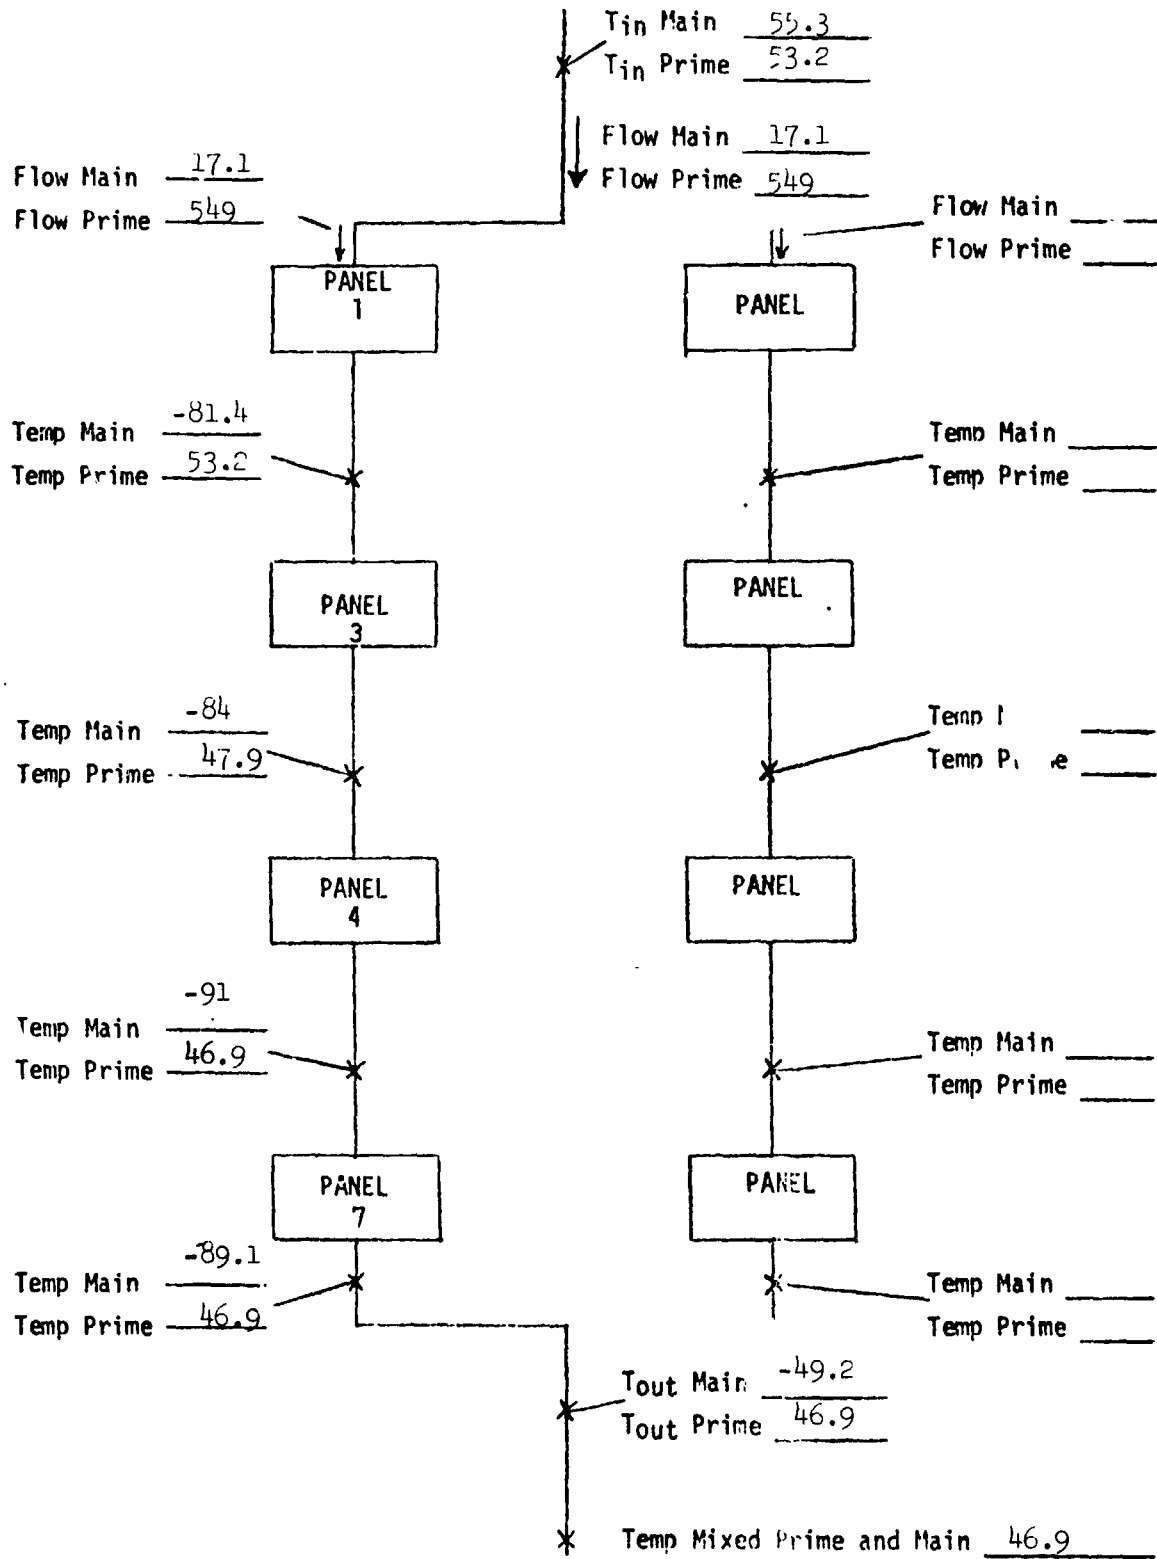 Tin Main 55.3
Tin Prime 53.2
Flow Main 17.1
Flow Prime 549
Flow Main 17.1
Flow Prime 549
Flow Main
Flow Prime
PANEL
1
PANEL
Temp Main -81.4
Temp Prime 53.2
Temp Main
Temp Prime
PANEL
3
PANEL
Temp Main -84
Temp Prime 47.9
Temp
Temp
PANEL
4
PANEL
Temp Main -91
Temp Prime 46.9
Temp Main
Temp Prime
PANEL
7
PANEL
Temp Main -89.1
Temp Prime 46.9
Temp Main
Temp Prime
Tout Main -49.2
Tout Prime 46.9
Temp Mixed Prime and Main 46.9